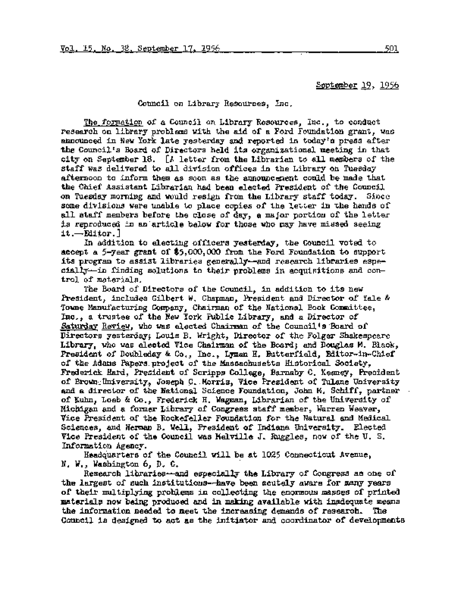 Vol. 15, No. 38, September 17, 1956 501
September 19, 1956
Council on Library Resources, Inc.
The formation of a Council on Library Resources, Inc., to conduct
research on library problems with the aid of a Ford Foundation grant, was
announced in New York late yesterday and reported in today's press after
the Council's Board of Directors held its organizational meeting in that
city on September 18. [A letter from the Librarian to all members of the
staff was delivered to all division offices in the Library on Tuesday
afternoon to inform them as soon as the announcement could be made that
the Chief Assistant Librarian had been elected President of the Council
on Tuesday morning and would resign from the Library staff today. Since
some divisions were unable to place copies of the letter in the hands of
all staff members before the close of day, a major portion of the letter
is reproduced in an article below for those who may have missed seeing
it.--Editor.]
In addition to electing officers yesterday, the Council voted to
accept a 5-year grant of $5,000,000 from the Ford Foundation to support
its program to assist libraries generally--and research libraries espe-
cially--in finding solutions to their problems in acquisitions and con-
trol of materials.
The Board of Directors of the Council, in addition to its new
President, includes Gilbert W. Chapman, President and Director of Yale &
Towne Manufacturing Company, Chairman of the National Book Committee,
Inc., a trustee of the New York Public Library, and a Director of
Saturday Review, who was elected Chairman of the Council's Board of
Directors yesterday; Louis B. Wright, Director of the Folger Shakespeare
Library, who was elected Vice Chairman of the Board; and Douglas M. Black,
President of Doubleday & Co., Inc., Lyman H. Butterfield, Editor-in-Chief
of the Adams Papers project of the Massachusetts Historical Society,
Frederick Hard, President of Scripps College, Barnaby C. Keeney, President
of Brown University, Joseph C. Morris, Vice President of Tulane University
and a director of the National Science Foundation, John M. Schiff, partner
of Kuhn, Loeb & Co., Frederick H. Wagman, Librarian of the University of
Michigan and a former Library of Congress staff member, Warren Weaver,
Vice President of the Rockefeller Foundation for the Natural and Medical
Sciences, and Herman B. Well, President of Indiana University. Elected
Vice President of the Council was Melville J. Ruggles, now of the U. S.
Information Agency.
Headquarters of the Council will be at 1025 Connecticut Avenue,
N. W., Washington 6, D. C.
Research libraries--and especially the Library of Congress as one of
the largest of such institutions--have been acutely aware for many years
of their multiplying problems in collecting the enormous masses of printed
materials now being produced and in making available with inadequate means
the information needed to meet the increasing demands of research. The
Council is designed to act as the initiator and coordinator of developments